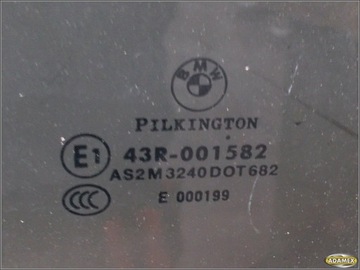 BMW
PILKINGTON
E1 43R-001582
AS2M3240DOT682
CCC E 000199
ADAMEX